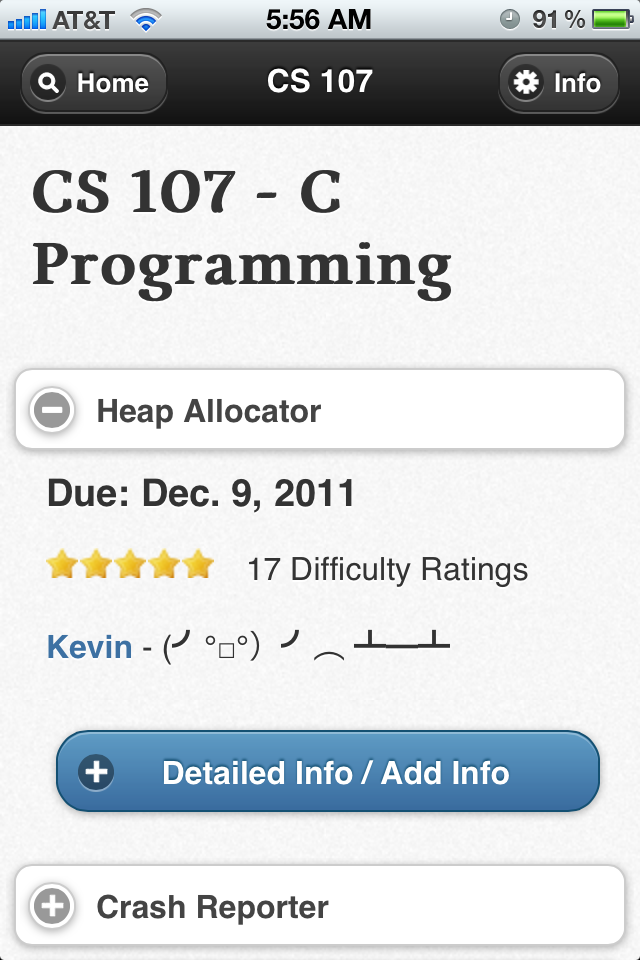 AT&T 5:56 AM 91 %
Home CS 107 Info
CS 107 - C
Programming
Heap Allocator
Due: Dec. 9, 2011
17 Difficulty Ratings
Kevin - (╯°□°）╯︵ ┻━┻
Detailed Info / Add Info
Crash Reporter